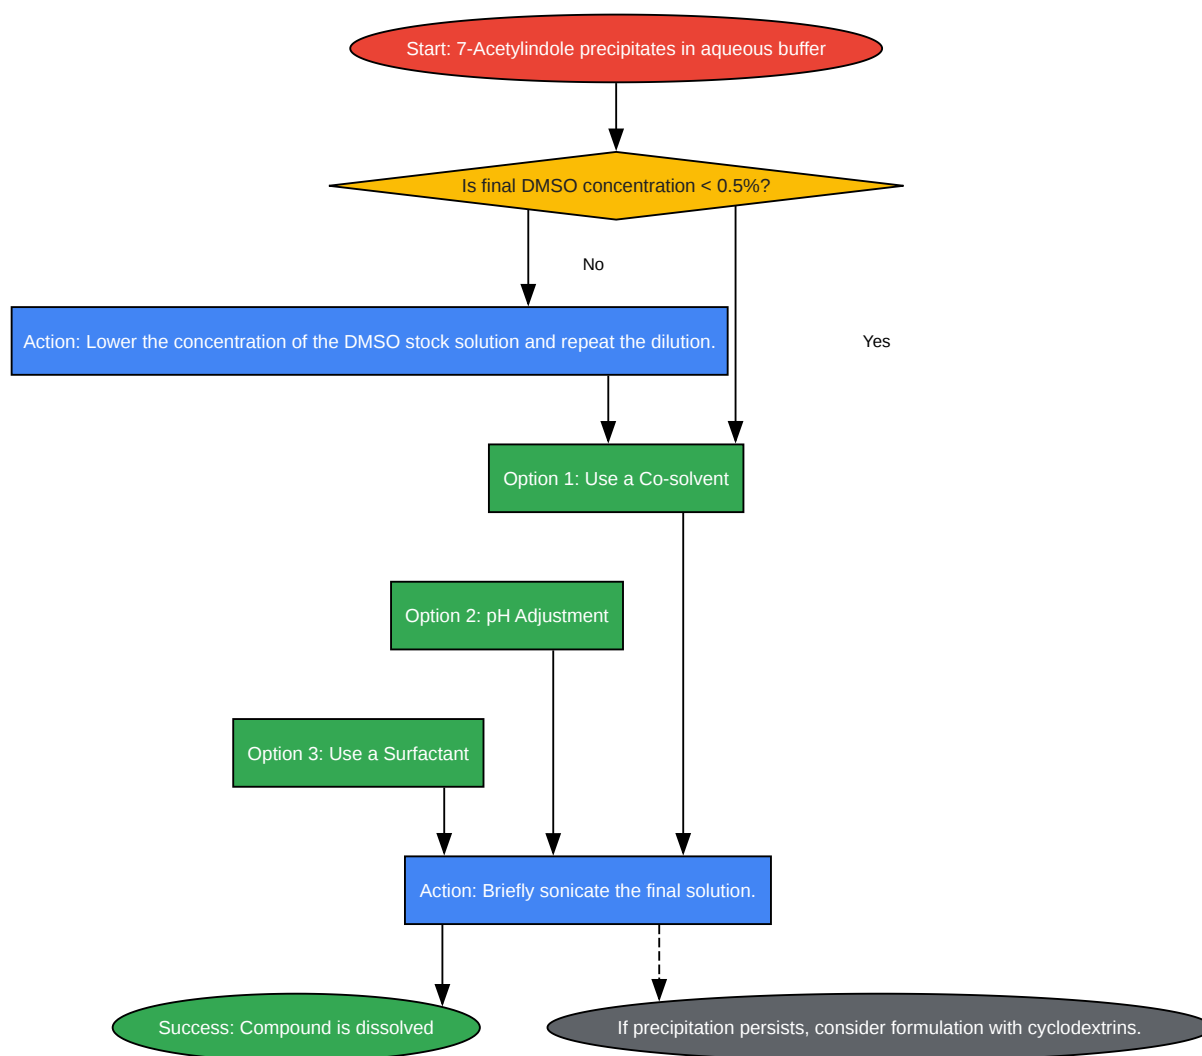 Start: 7-Acetylindole precipitates in aqueous buffer
Is final DMSO concentration < 0.5%?
No
Action: Lower the concentration of the DMSO stock solution and repeat the dilution.
Yes
Option 1: Use a Co-solvent
Option 2: pH Adjustment
Option 3: Use a Surfactant
Action: Briefly sonicate the final solution.
Success: Compound is dissolved
If precipitation persists, consider formulation with cyclodextrins.